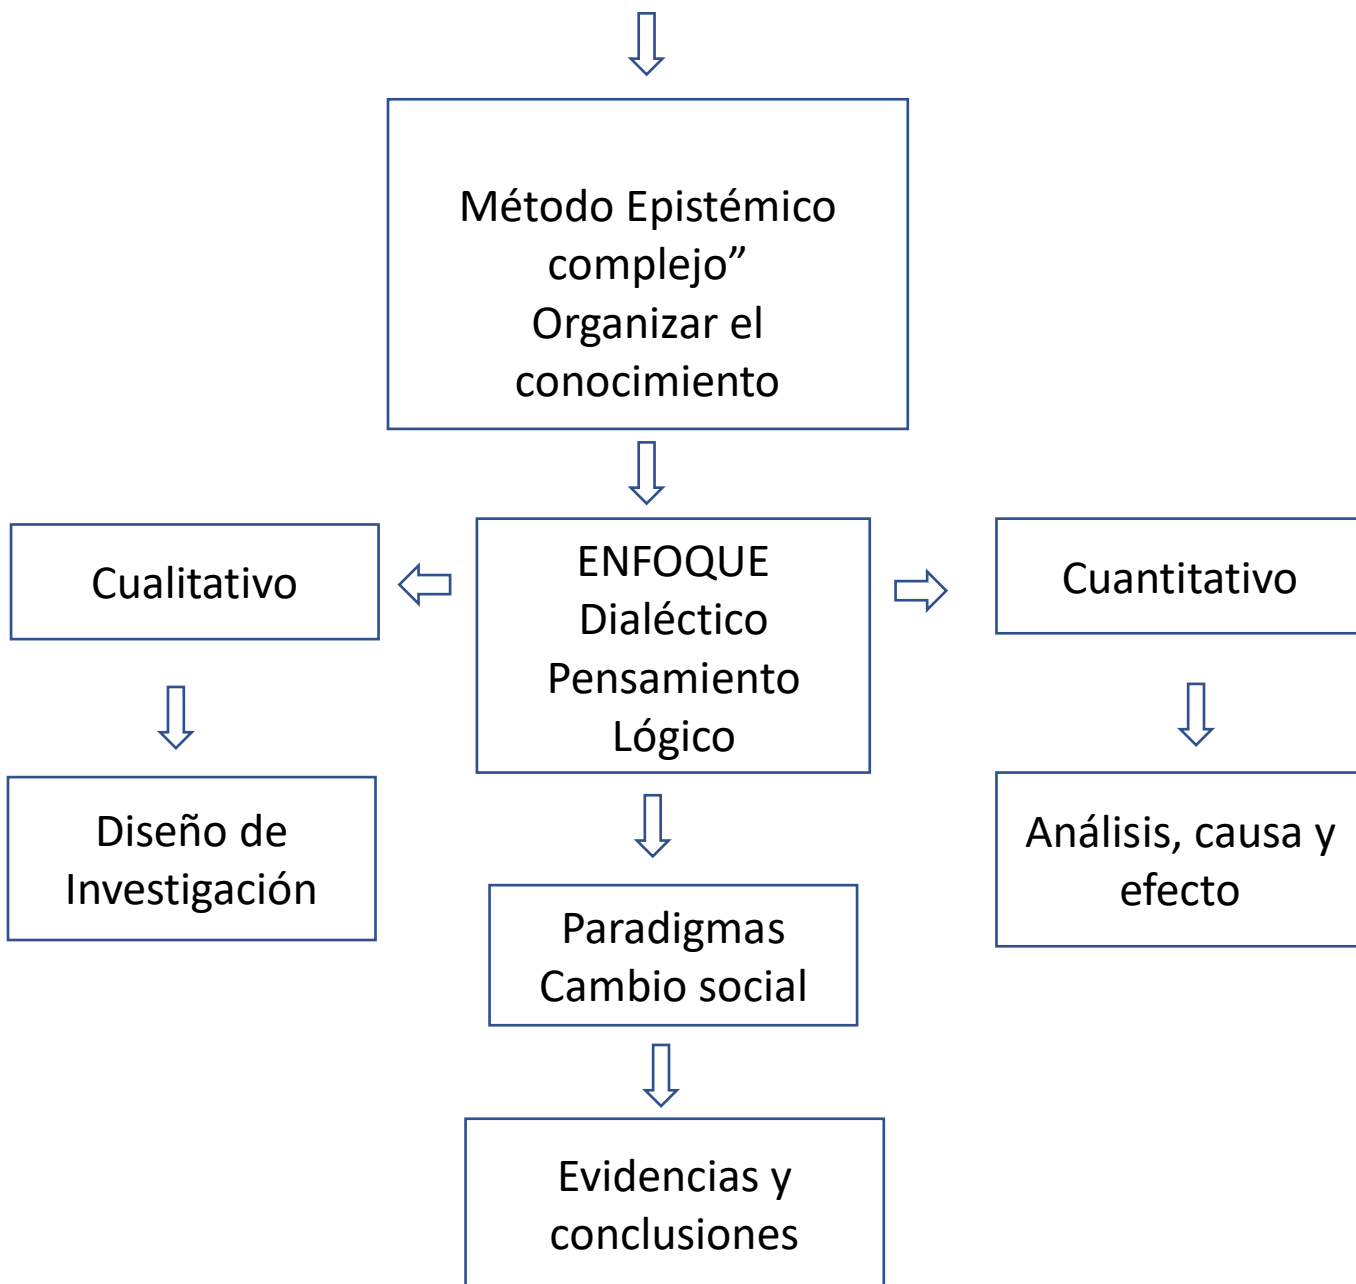 Método Epistémico
complejo”
Organizar el
conocimiento
Cualitativo
ENFOQUE
Dialéctico
Pensamiento
Lógico
Cuantitativo
Diseño de
Investigación
Análisis, causa y
efecto
Paradigmas
Cambio social
Evidencias y
conclusiones